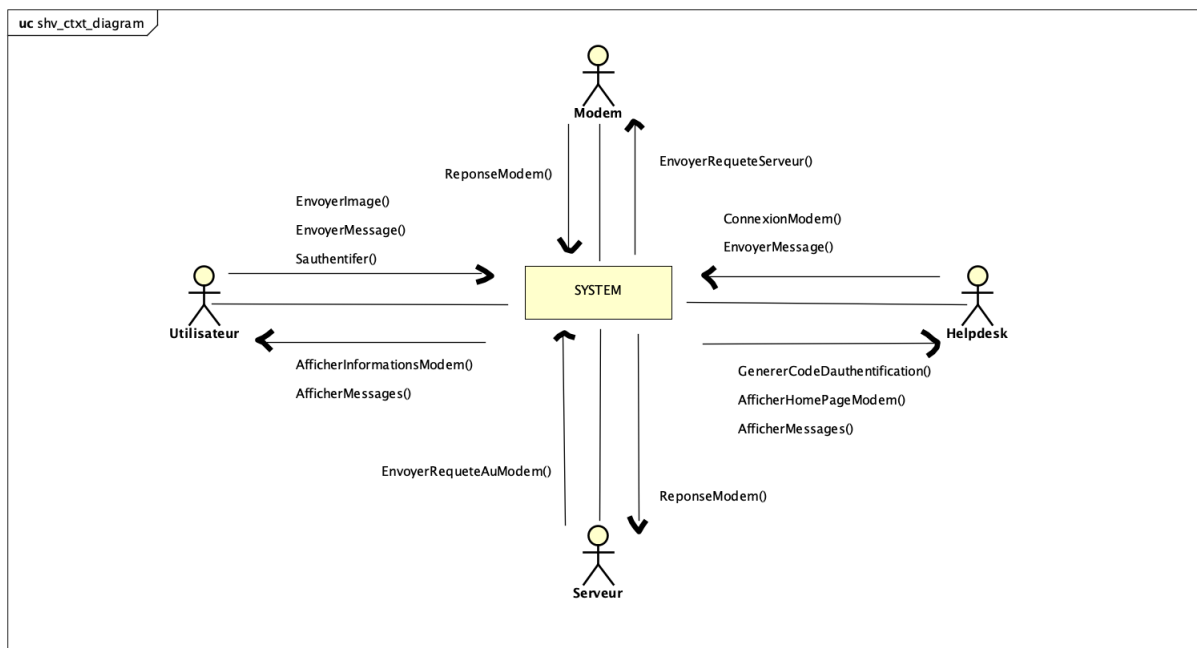 uc shv_ctxt_diagram
Modem
ReponseModem()
EnvoyerRequeteServeur()
EnvoyerImage()
EnvoyerMessage()
Sauthentifer()
ConnexionModem()
EnvoyerMessage()
SYSTEM
Utilisateur
Helpdesk
AfficherInformationsModem()
AfficherMessages()
GenererCodeDauthentification()
AfficherHomePageModem()
AfficherMessages()
EnvoyerRequeteAuModem()
ReponseModem()
Serveur